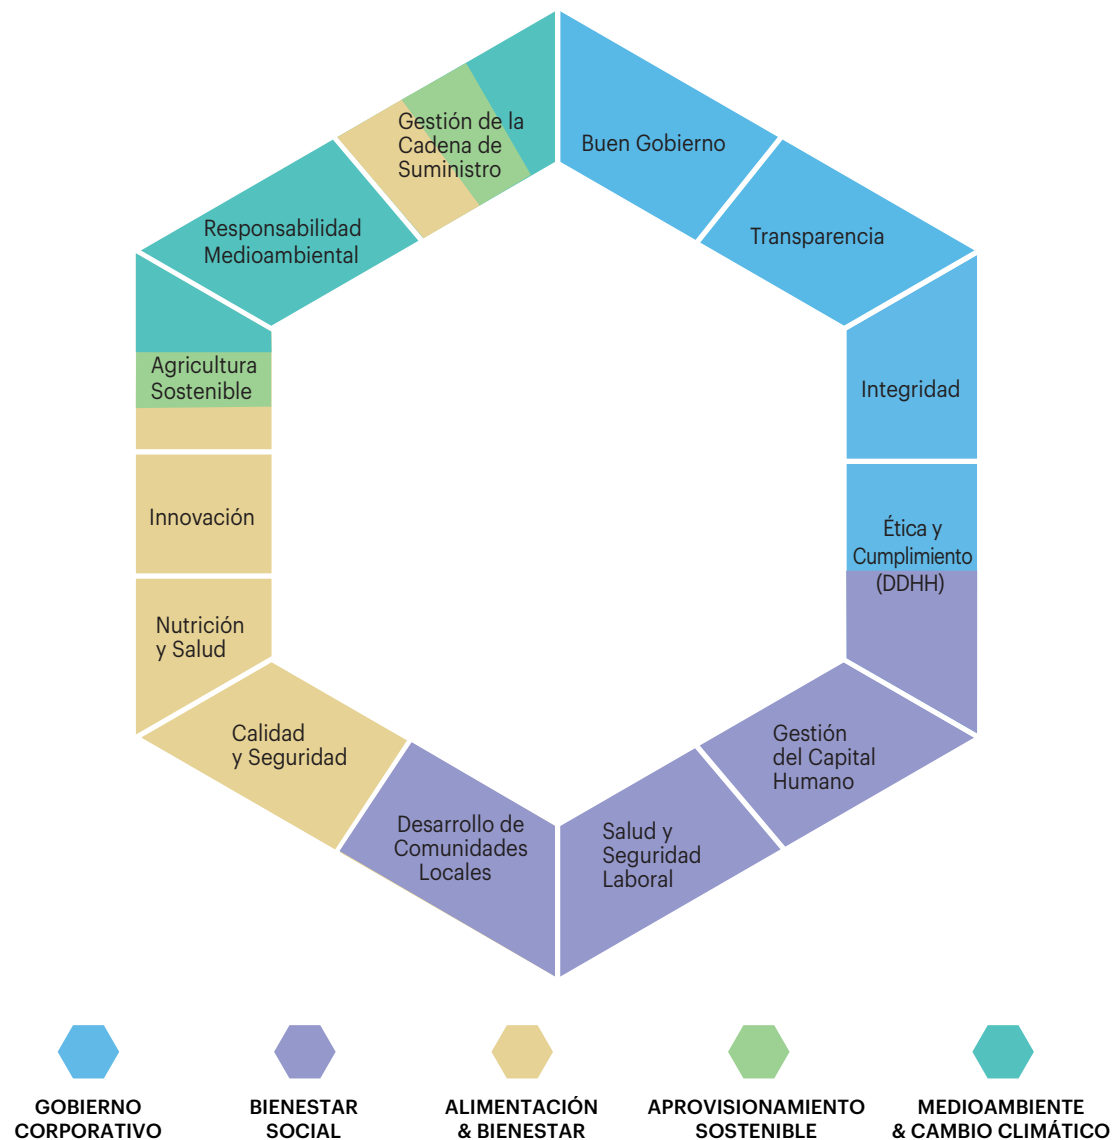 Gestión de la
Cadena de
Suministro
Buen Gobierno
Transparencia
Integridad
Ética y
Cumplimiento
(DDHH)
Gestión
del Capital
Humano
Salud y
Seguridad
Laboral
Desarrollo de
Comunidades
Locales
Calidad
y Seguridad
Nutrición
y Salud
Innovación
Agricultura
Sostenible
Responsabilidad
Medioambiental
GOBIERNO
CORPORATIVO
BIENESTAR
SOCIAL
ALIMENTACIÓN
& BIENESTAR
APROVISIONAMIENTO
SOSTENIBLE
MEDIOAMBIENTE
& CAMBIO CLIMÁTICO